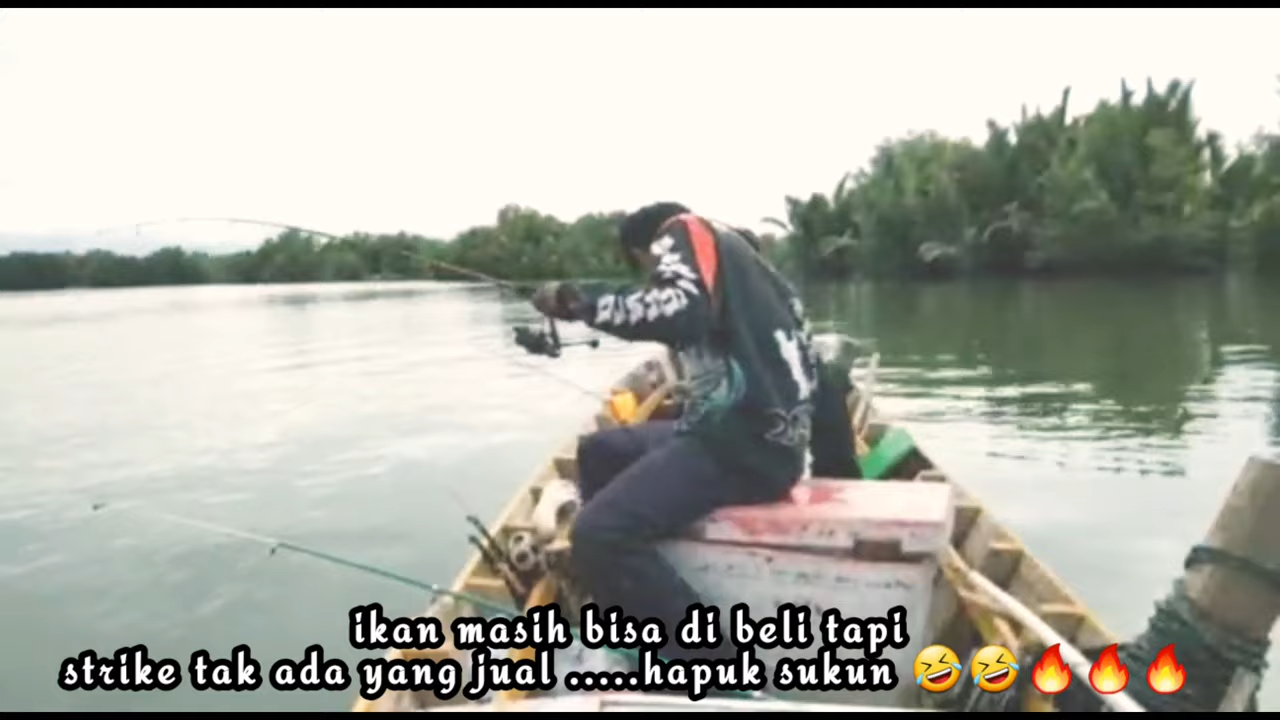 ikan masih bisa di beli tapi
strike tak ada yang jual .....hapuk sukun 🤣🤣🔥🔥🔥